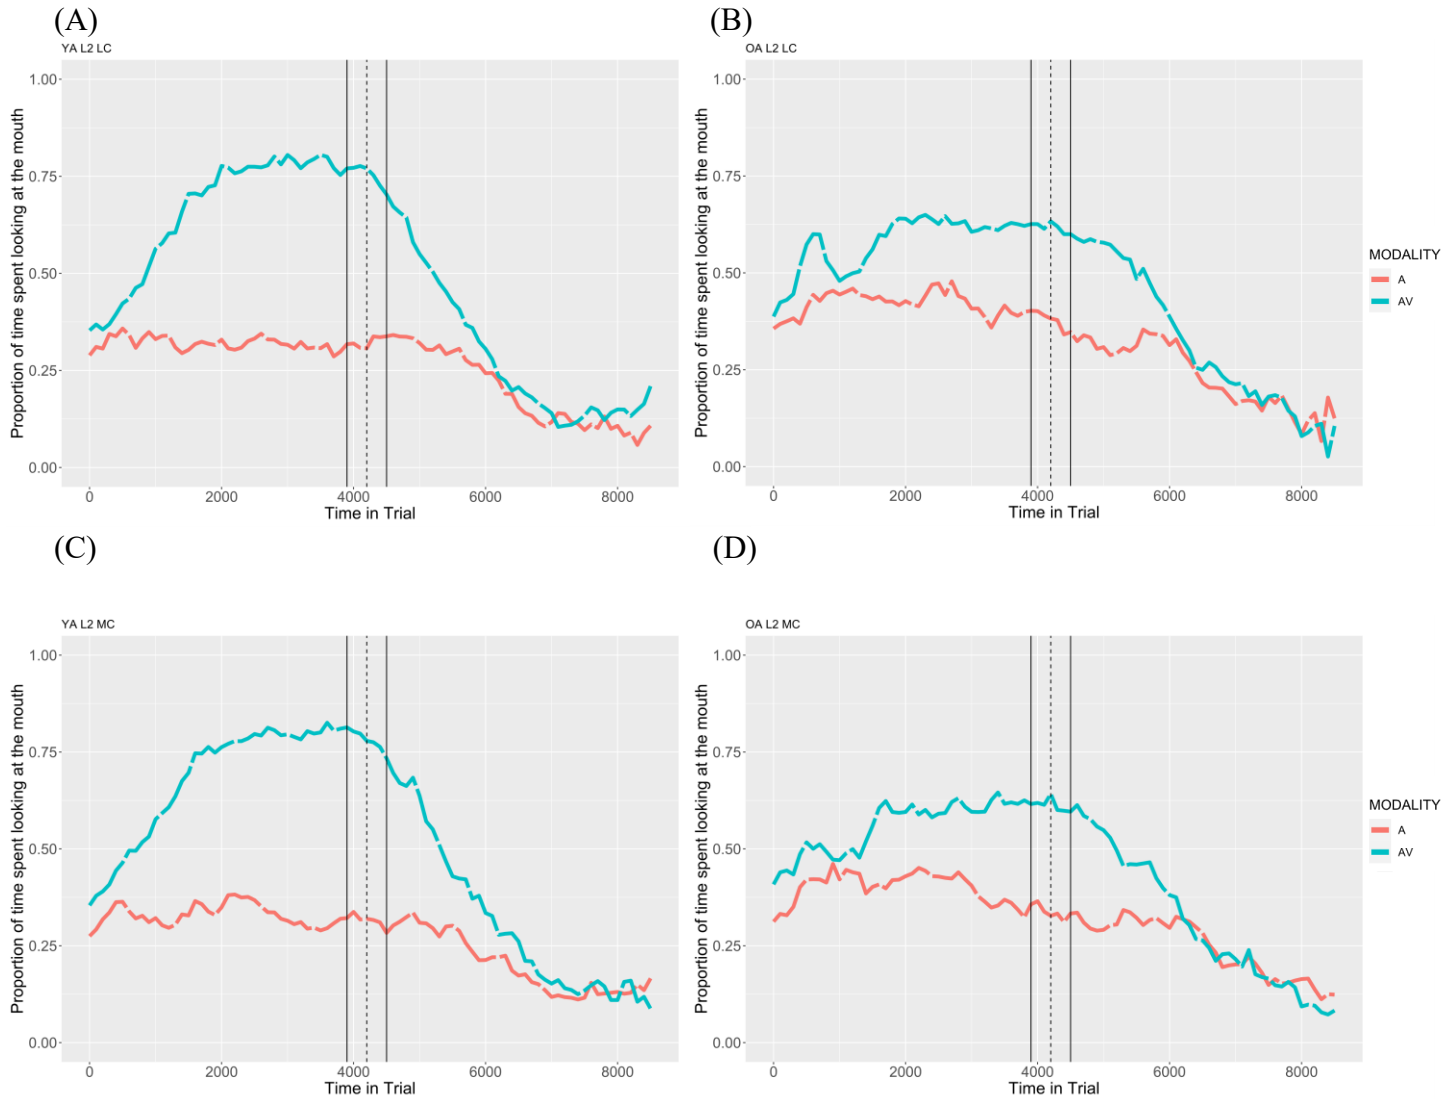 (A)
YA L2 LC
1.00
0.75
0.50
0.25
0.00
Proportion of time spent looking at the mouth
0 2000 4000 6000 8000
Time in Trial
(B)
OA L2 LC
1.00
0.75
0.50
0.25
0.00
Proportion of time spent looking at the mouth
0 2000 4000 6000 8000
Time in Trial
MODALITY
A
AV
(C)
YA L2 MC
1.00
0.75
0.50
0.25
0.00
Proportion of time spent looking at the mouth
0 2000 4000 6000 8000
Time in Trial
(D)
OA L2 MC
1.00
0.75
0.50
0.25
0.00
Proportion of time spent looking at the mouth
0 2000 4000 6000 8000
Time in Trial
MODALITY
A
AV